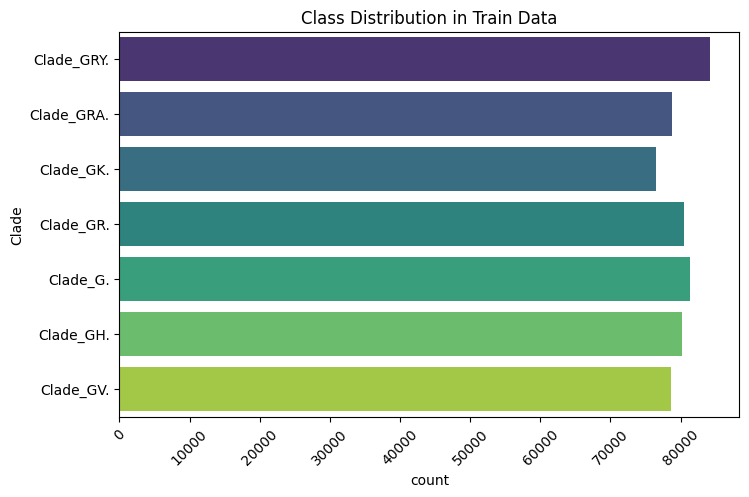 Class Distribution in Train Data
Clade_GRY.
Clade_GRA.
Clade_GK.
Clade_GR.
Clade_G.
Clade_GH.
Clade_GV.
Clade
0 10000 20000 30000 40000 50000 60000 70000 80000
count